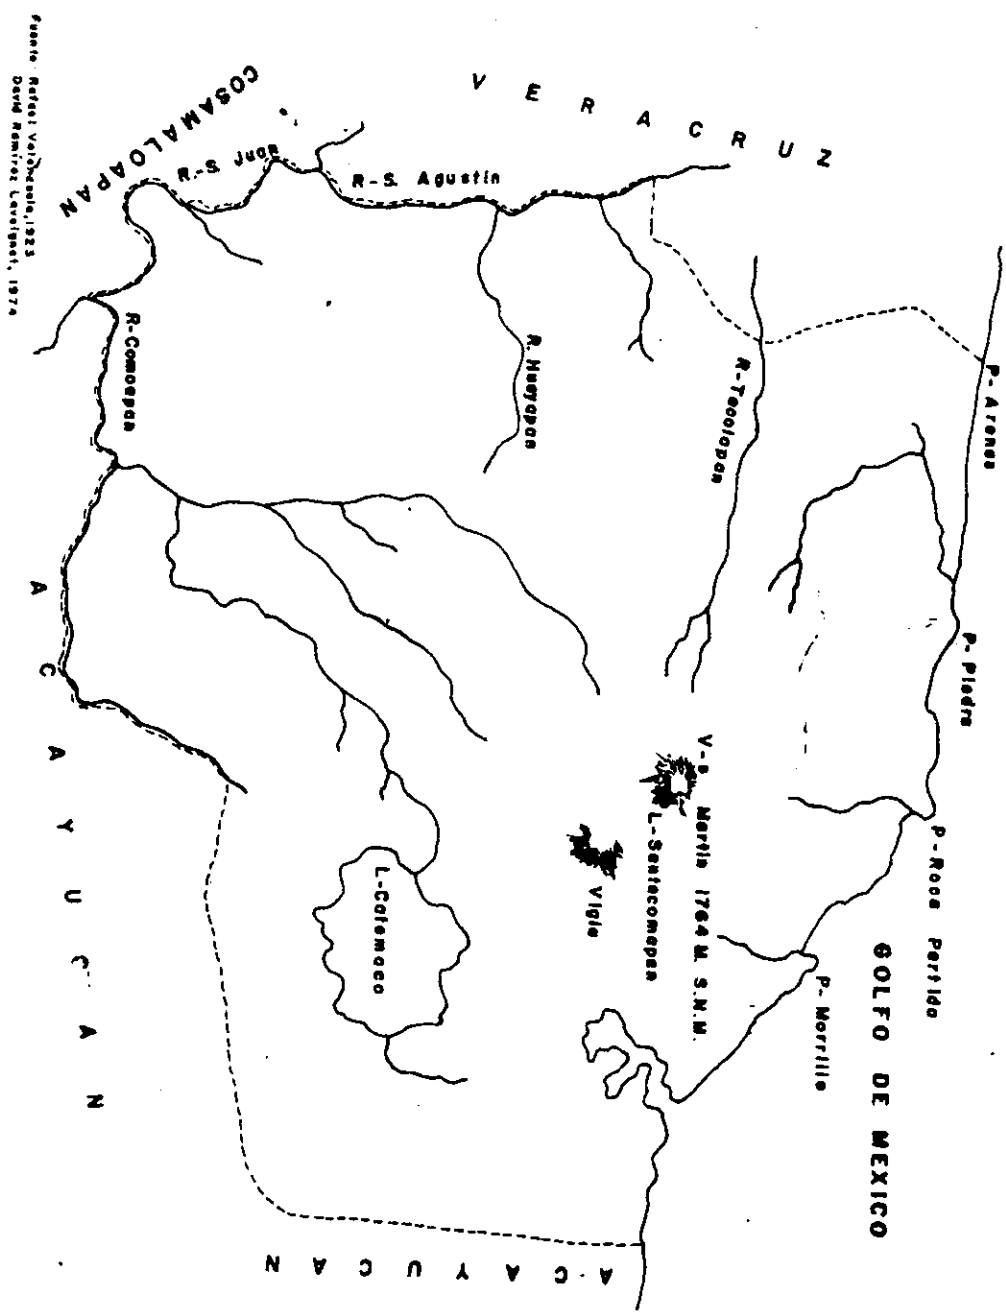 GOLFO DE MEXICO
P-Arenas
P-Piedra
P-Roca Partida
P-Morrillo
VERACRUZ
R-Tecolapan
V-s Martin 1764 M. S.N.M.
L-Sontecomapan
Vigia
R. Hueyapan
R-S. Agustin
L-Catemaco
R-S. Juan
COSAMALOAPAN
R-Comoapan
ACAYUCAN
ACAYUCAN
Fuente: Rafael 1923
David Ramirez Lavoignet, 1974